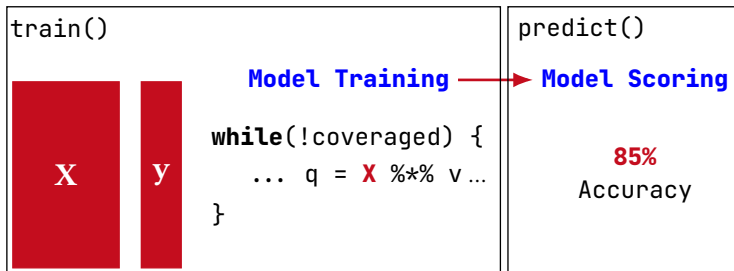 train()
X
y
Model Training
while(!coveraged) {
... q = X %*% v ...
}
predict()
Model Scoring
85%
Accuracy